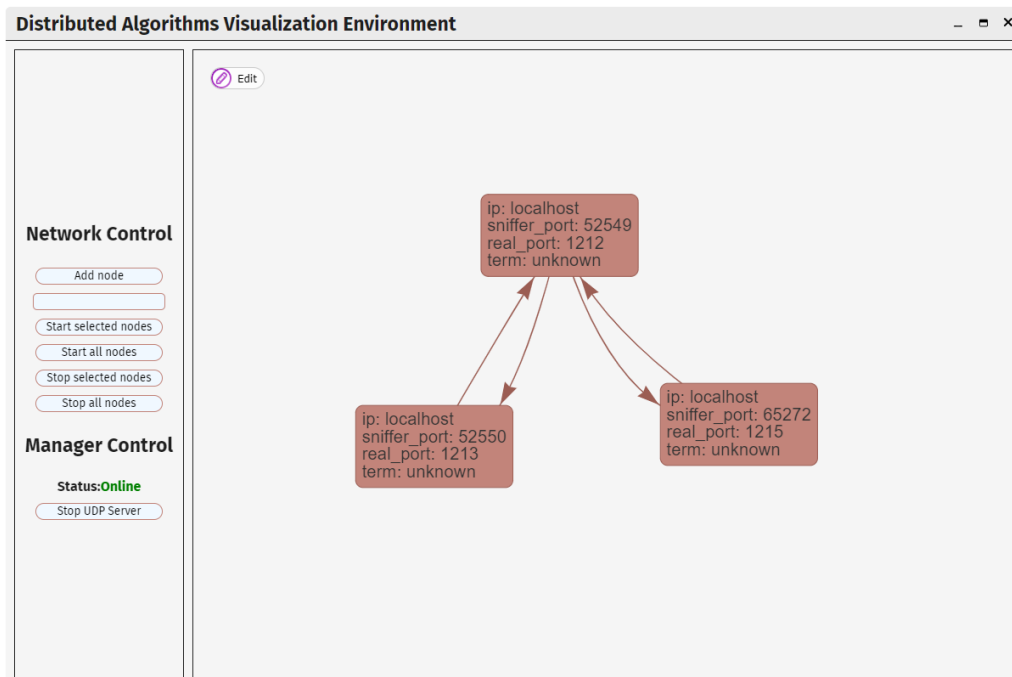 Distributed Algorithms Visualization Environment
Edit
Network Control
Add node
Start selected nodes
Start all nodes
Stop selected nodes
Stop all nodes
Manager Control
Status:Online
Stop UDP Server
ip: localhost
sniffer_port: 52549
real_port: 1212
term: unknown
ip: localhost
sniffer_port: 52550
real_port: 1213
term: unknown
ip: localhost
sniffer_port: 65272
real_port: 1215
term: unknown